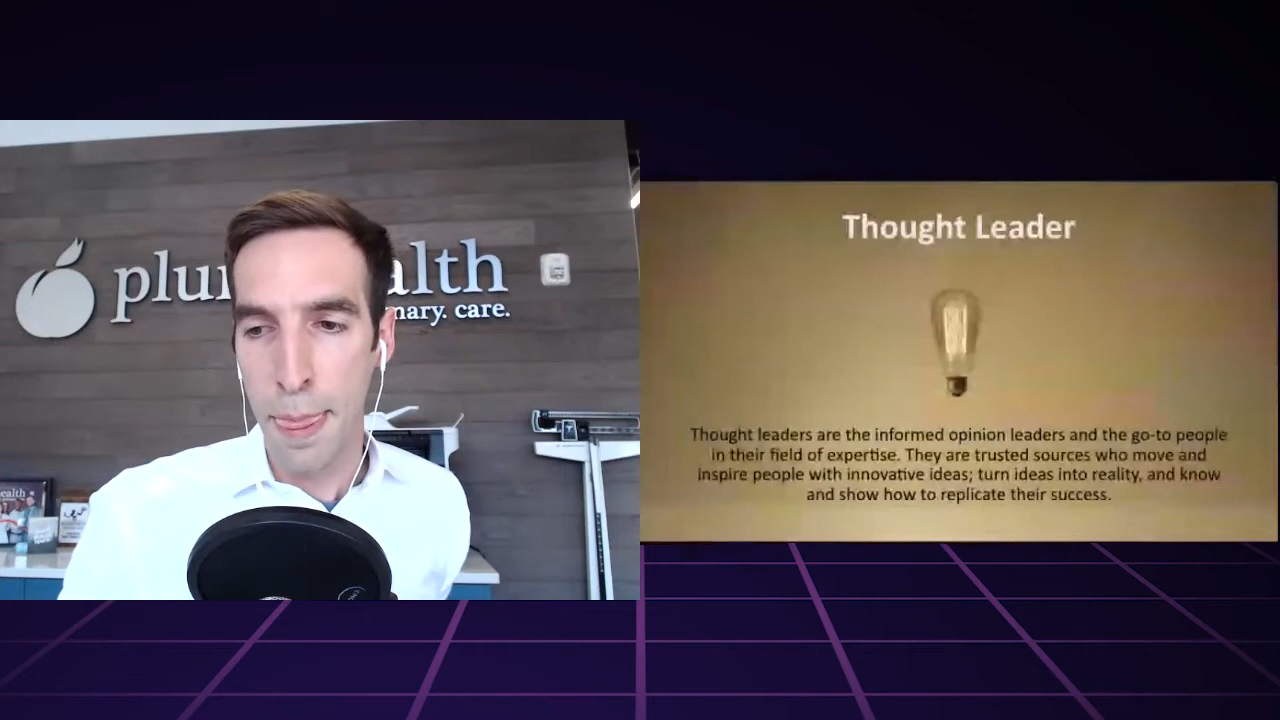 plu alth
mary. care.
ealth
Thought Leader
Thought leaders are the informed opinion leaders and the go-to people
in their field of expertise. They are trusted sources who move and
inspire people with innovative ideas; turn ideas into reality, and know
and show how to replicate their success.